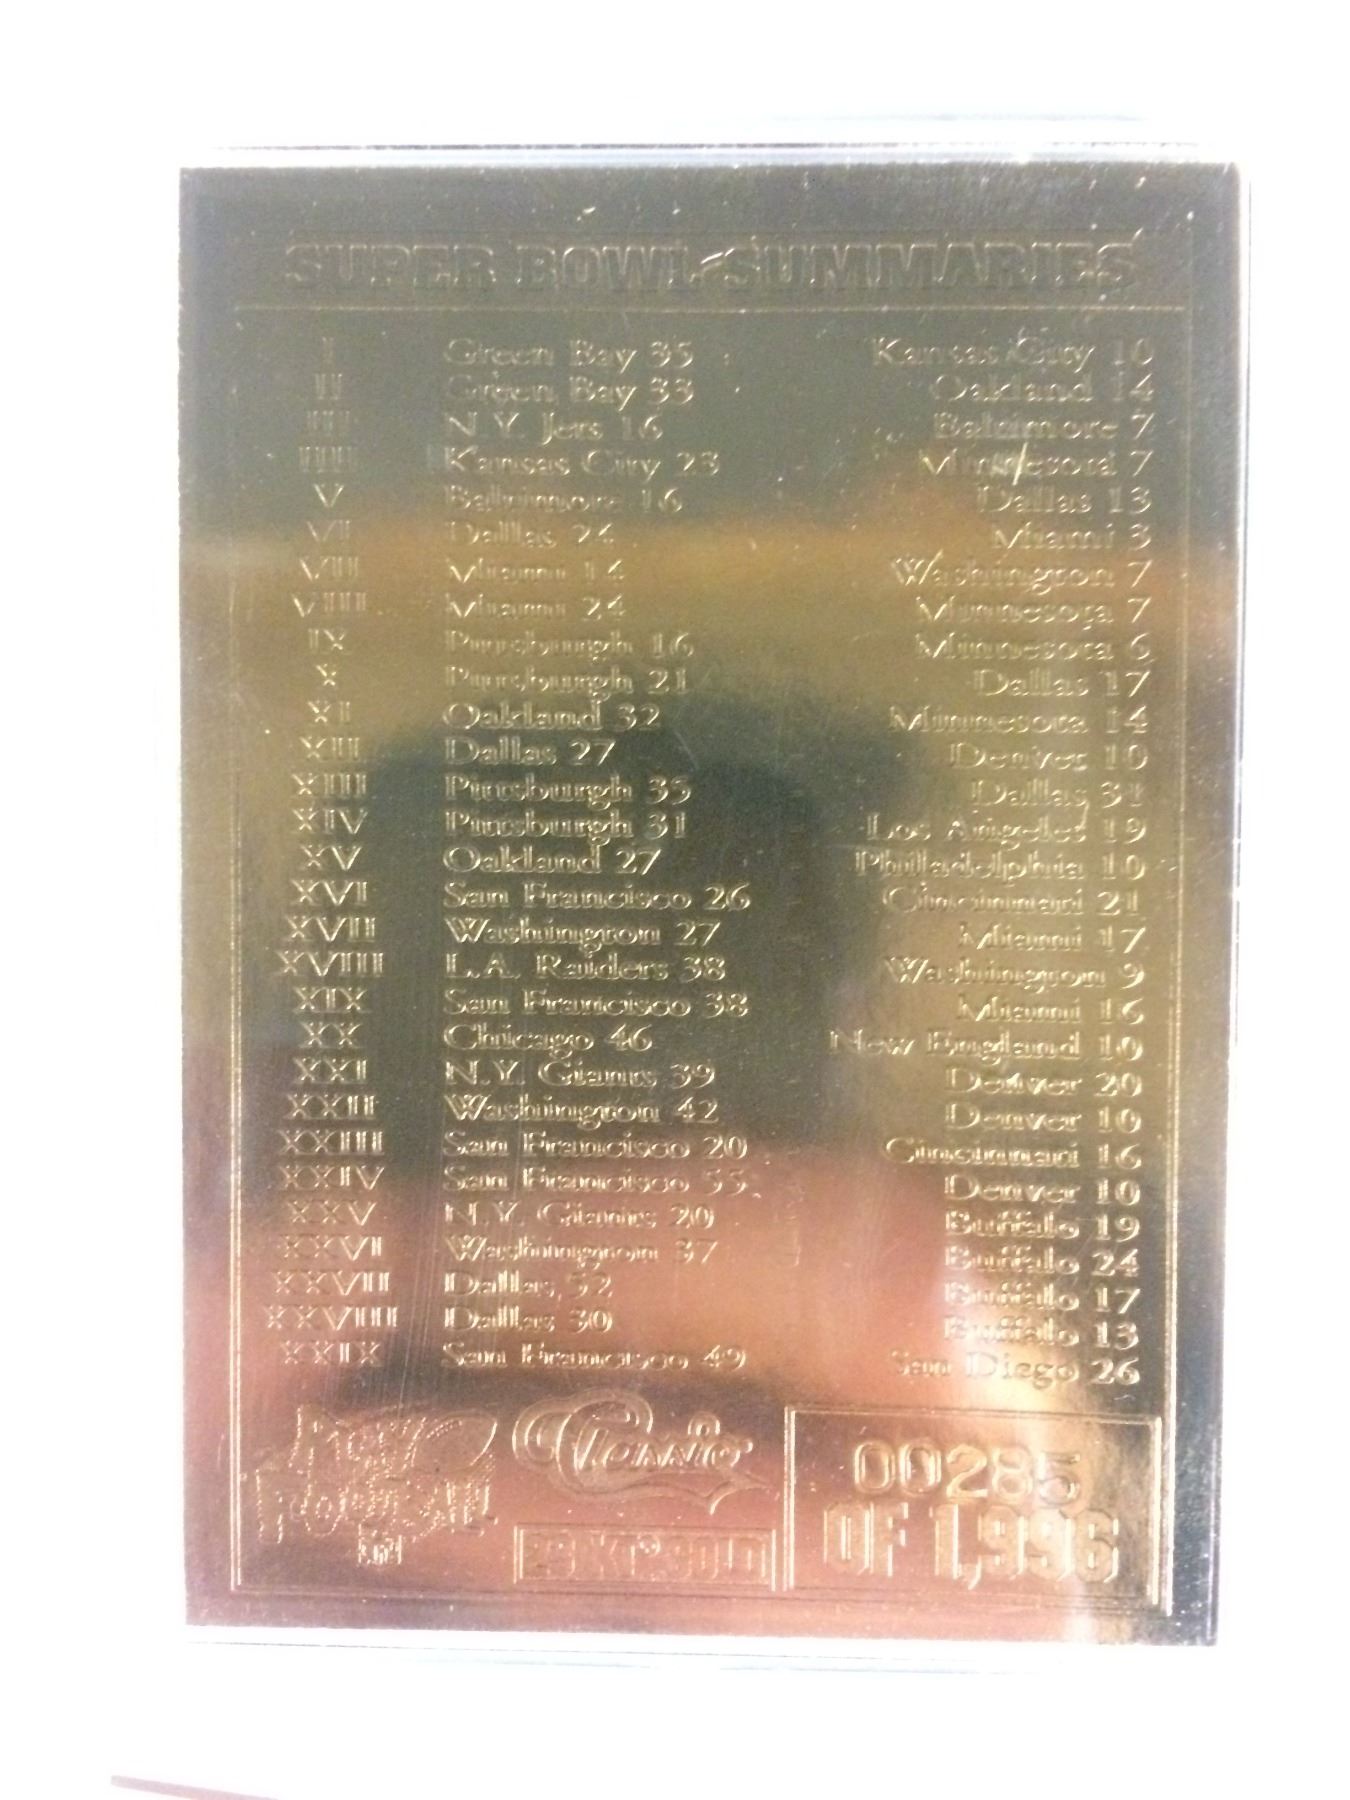 SUPER BOWL SUMMARIES
I Green Bay 35 Kansas City 10
II Green Bay 33 Oakland 14
III N.Y. Jets 16 Baltimore 7
IIII Kansas City 23 Minnesota 7
V Baltimore 16 Dallas 13
VI Dallas 24 Miami 3
VII Miami 14 Washington 7
VIII Miami 24 Minnesota 7
IX Pittsburgh 16 Minnesota 6
X Pittsburgh 21 Dallas 17
XI Oakland 32 Minnesota 14
XII Dallas 27 Denver 10
XIII Pittsburgh 35 Dallas 31
XIV Pittsburgh 31 Los Angeles 19
XV Oakland 27 Philadelphia 10
XVI San Francisco 26 Cincinnati 21
XVII Washington 27 Miami 17
XVIII L.A. Raiders 38 Washington 9
XIX San Francisco 38 Miami 16
XX Chicago 46 New England 10
XXI N.Y. Giants 39 Denver 20
XXII Washington 42 Denver 10
XXIII San Francisco 20 Cincinnati 16
XXIV San Francisco 55 Denver 10
XXV N.Y. Giants 20 Buffalo 19
XXVI Washington 37 Buffalo 24
XXVII Dallas 52 Buffalo 17
XXVIII Dallas 30 Buffalo 13
XXIX San Francisco 49 San Diego 26
Classic
23 KT° GOLD
00285
OF 1,996